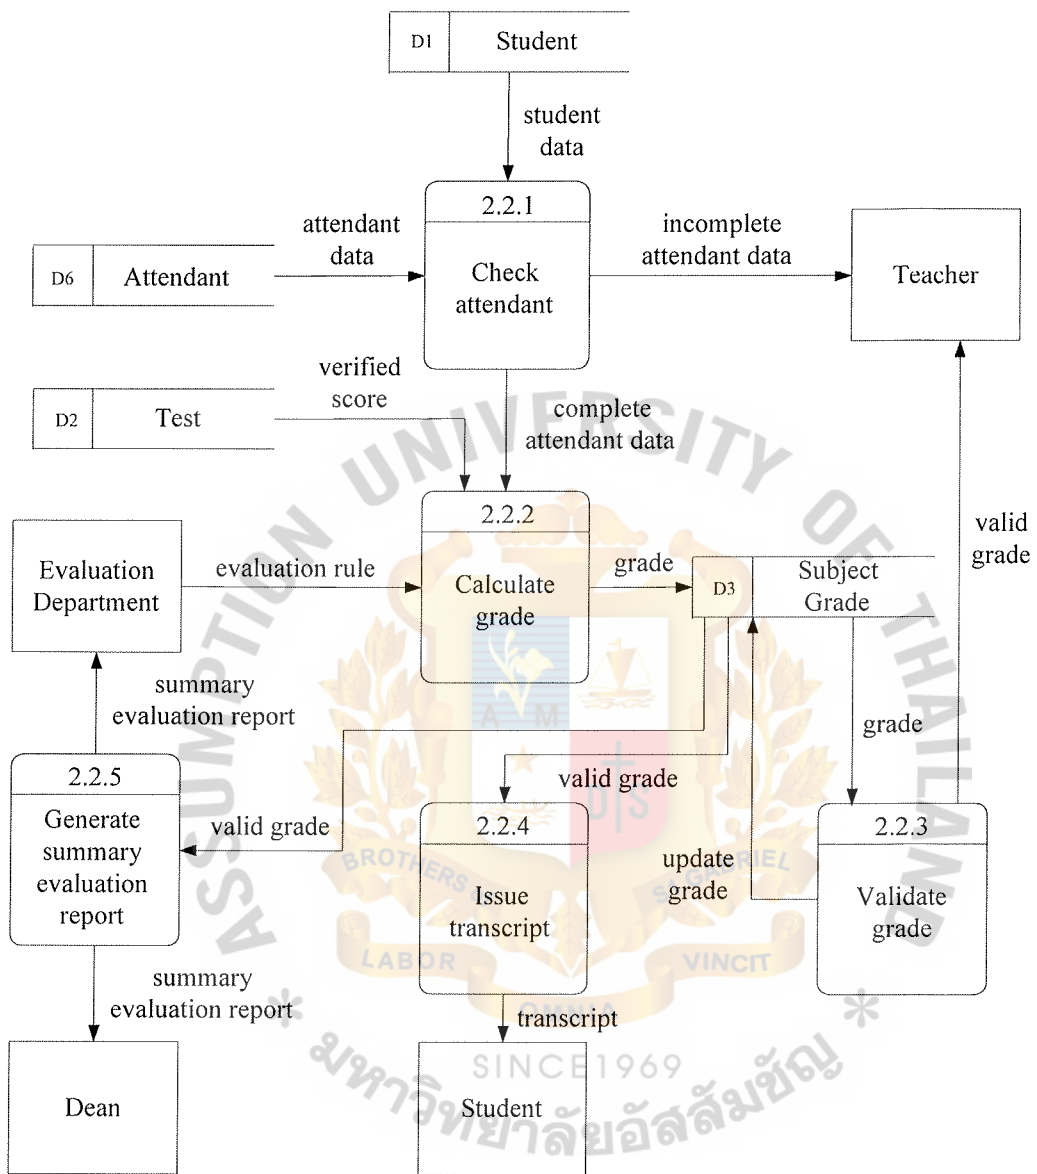 D1
Student
student
data
2.2.1
Check
attendant
attendant
data
D6
Attendant
incomplete
attendant data
Teacher
verified
score
D2
Test
complete
attendant data
2.2.2
Calculate
grade
Evaluation
Department
evaluation rule
grade
D3
Subject
Grade
valid
grade
summary
evaluation report
2.2.5
Generate
summary
evaluation
report
valid grade
valid grade
2.2.4
Issue
transcript
grade
2.2.3
Validate
grade
update
grade
summary
evaluation report
transcript
Dean
Student
ASSUMPTION UNIVERSITY OF THAILAND
A M
D S
BROTHERS
ST GABRIEL
LABOR
VINCIT
OMNIA
SINCE1969
* มหาวิทยาลัยอัสสัมชัญ *